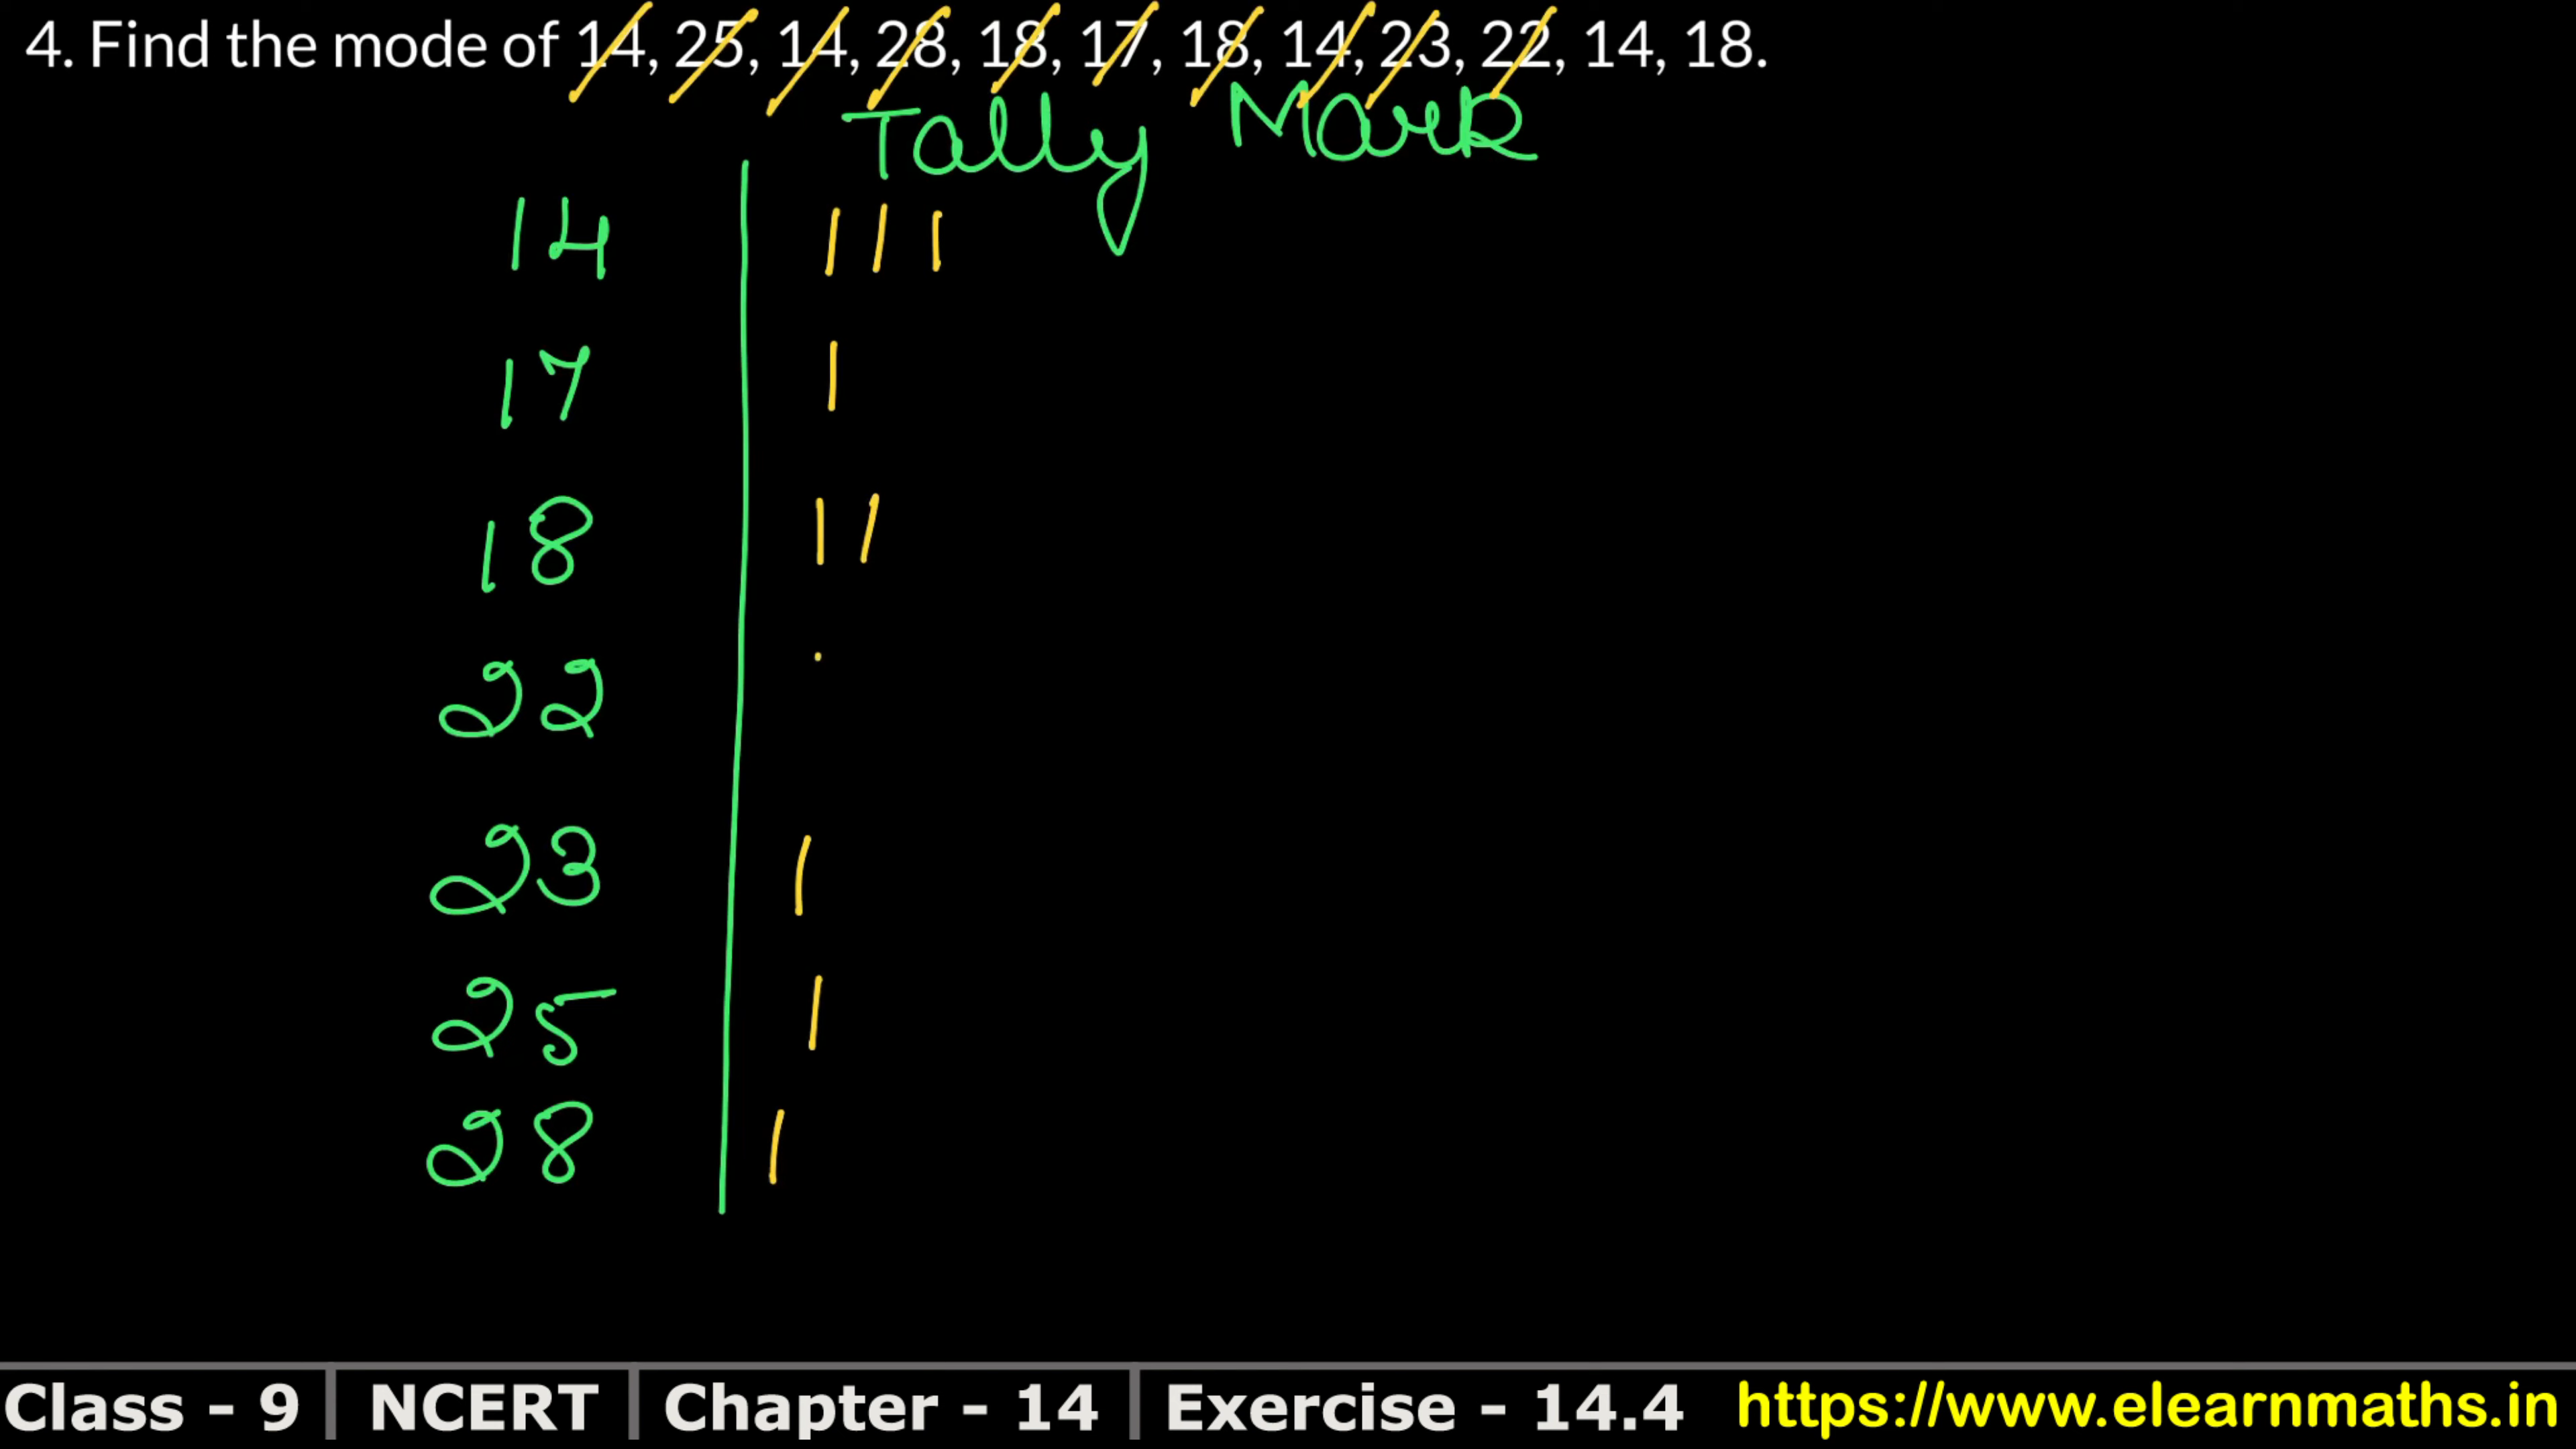 4. Find the mode of 14, 25, 14, 28, 18, 17, 18, 14, 23, 22, 14, 18.
Tally Mark
14 | | |
17 |
18 | |
22
23 |
25 |
28 |
Class - 9 | NCERT | Chapter - 14 | Exercise - 14.4 https://www.elearnmaths.in